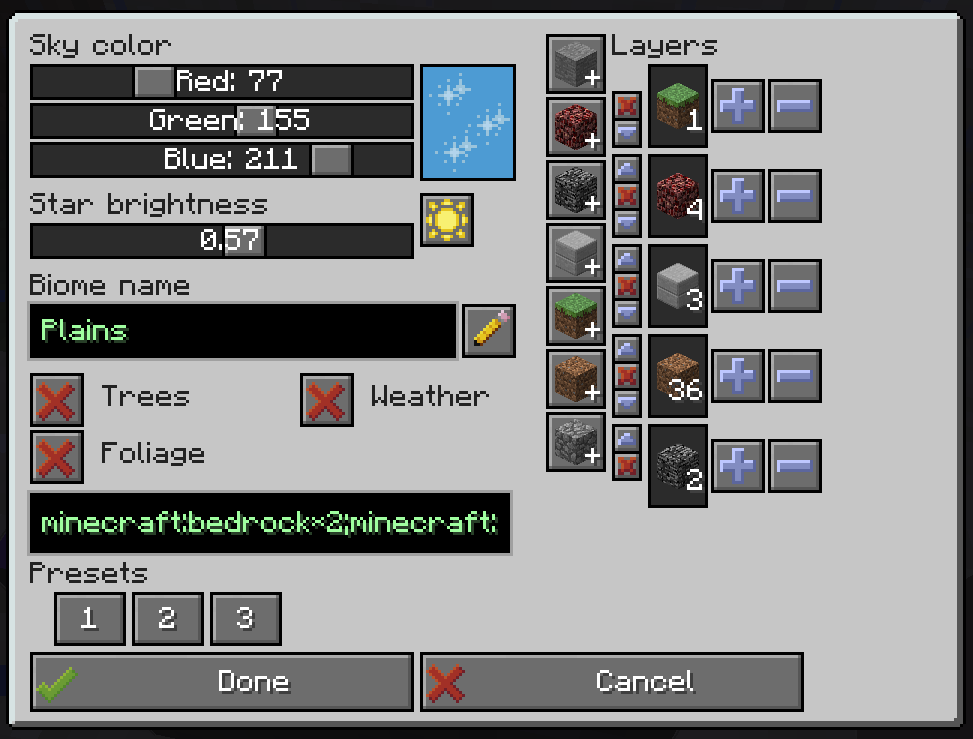 Sky color
Red: 77
Green: 155
Blue: 211
Star brightness
0.57
Biome name
Plains
Trees
Weather
Foliage
minecraft:bedrock*2;minecraft:
Presets
1 2 3
Done
Cancel
Layers
+
+
+
+
+
+
+
1
4
3
36
2